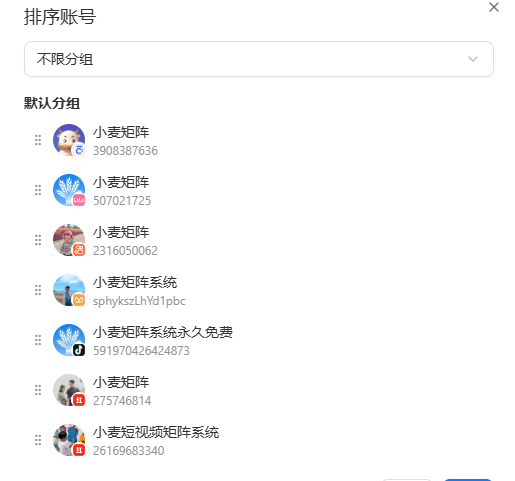 排序账号
不限分组
默认分组
小麦矩阵
3908387636
小麦矩阵
507021725
小麦矩阵
2316050062
小麦矩阵系统
sphykszLhYd1pbc
小麦矩阵系统永久免费
591970426424873
小麦矩阵
275746814
小麦短视频矩阵系统
26169683340